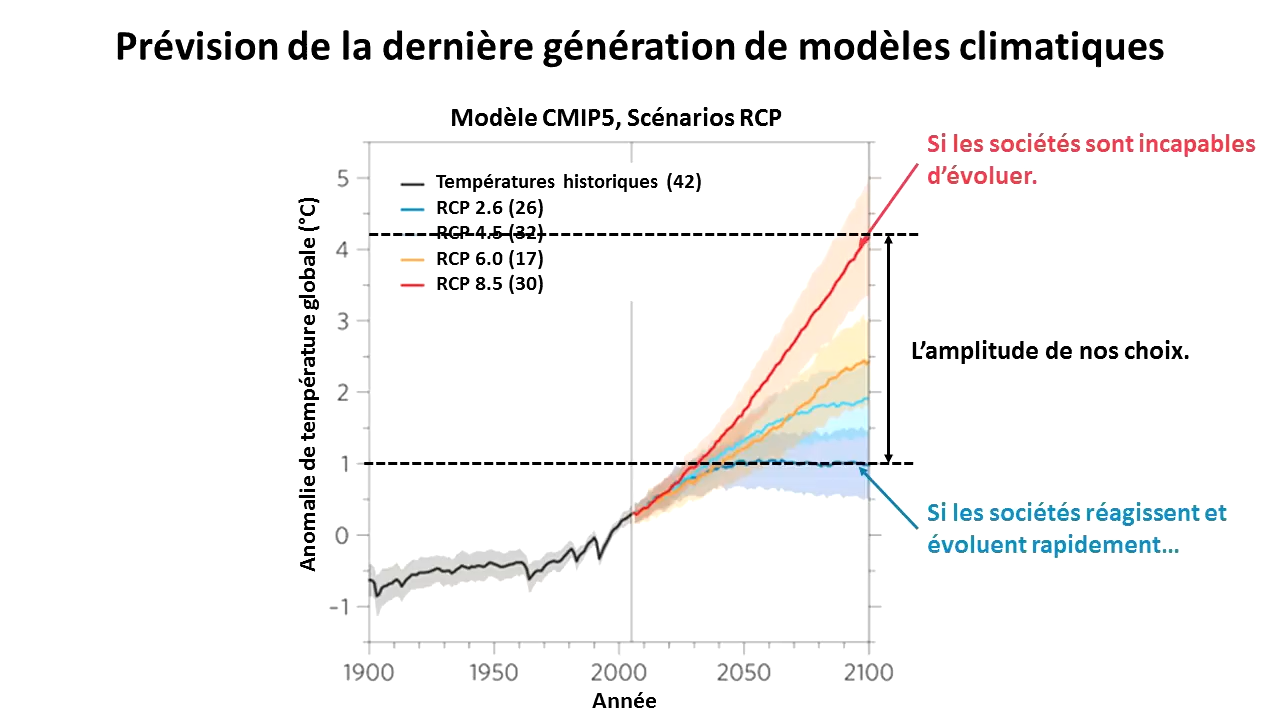 Prévision de la dernière génération de modèles climatiques
Modèle CMIP5, Scénarios RCP
Si les sociétés sont incapables
d’évoluer.
Températures historiques (42)
RCP 2.6 (26)
RCP 4.5 (32)
RCP 6.0 (17)
RCP 8.5 (30)
Anomalie de température globale (°C)
5
4
3
2
1
0
-1
L’amplitude de nos choix.
Si les sociétés réagissent et
évoluent rapidement...
1900 1950 2000 2050 2100
Année